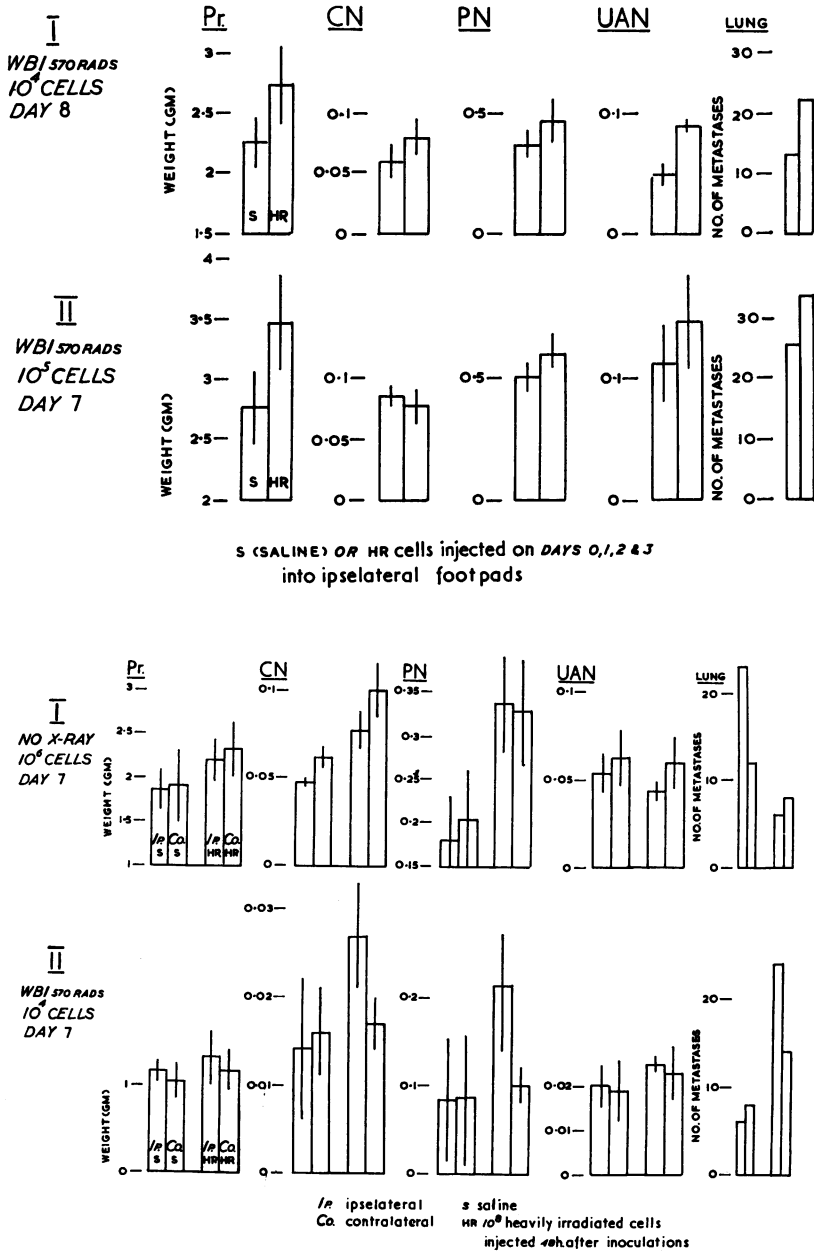 Pr. CN PN UAN LUNG
I
WBI 570 RADS
10⁴ CELLS
DAY 8
WEIGHT (GM)
3
2·5
2
1·5
S HR
0·1
0·05
0
0·5
0
0·1
0
NO. OF METASTASES
30
20
10
0
II
WBI 570 RADS
10⁵ CELLS
DAY 7
WEIGHT (GM)
4
3·5
3
2·5
2
S HR
0·1
0·05
0
0·5
0
0·1
0
NO. OF METASTASES
30
20
10
0
S (SALINE) OR HR cells injected on DAYS 0,1,2 & 3
into ipselateral footpads
Pr. CN PN UAN LUNG
I
NO X-RAY
10⁶ CELLS
DAY 7
WEIGHT (GM)
3
2·5
2
1·5
1
Ip. Co. Ip. Co.
S S HR HR
0·1
0·05
0
0·35
0·3
0·25
0·2
0·15
0·1
0·05
0
NO. OF METASTASES
20
10
0
II
WBI 570 RADS
10⁴ CELLS
DAY 7
WEIGHT (GM)
1
0
Ip. Co. Ip. Co.
S S HR HR
0·03
0·02
0·01
0
0·2
0·1
0
0·02
0·01
0
NO. OF METASTASES
20
10
0
Ip. ipselateral S saline
Co. contralateral HR 10⁸ heavily irradiated cells
injected 48h. after inoculations